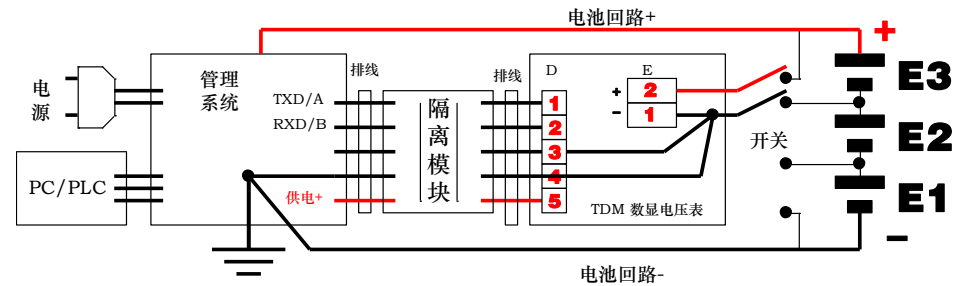 电池回路+
+
电
源
管理
系统
排线
排线
D
E
TXD/A
RXD/B
供电+
PC/PLC
隔
离
模
块
1
2
3
4
5
+
−
2
1
TDM 数显电压表
开关
E3
E2
E1
−
电池回路-